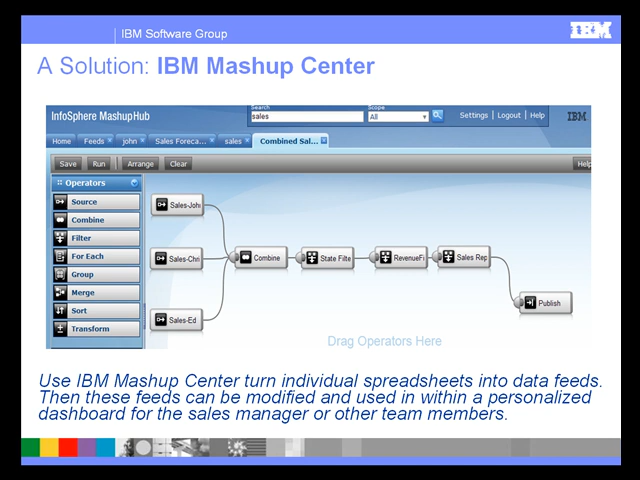 IBM Software Group
IBM
A Solution: IBM Mashup Center
InfoSphere MashupHub
Search
Scope
sales
All
Settings | Logout | Help
IBM
Home
Feeds
john
Sales Foreca...
sales
Combined Sal...
Save
Run
Arrange
Clear
Help
Operators
Source
Combine
Filter
For Each
Group
Merge
Sort
Transform
Sales-John
Sales-Chri
Sales-Ed
Combine
State Filte
RevenueFi
Sales Rep
Publish
Drag Operators Here
Use IBM Mashup Center turn individual spreadsheets into data feeds.
Then these feeds can be modified and used in within a personalized
dashboard for the sales manager or other team members.